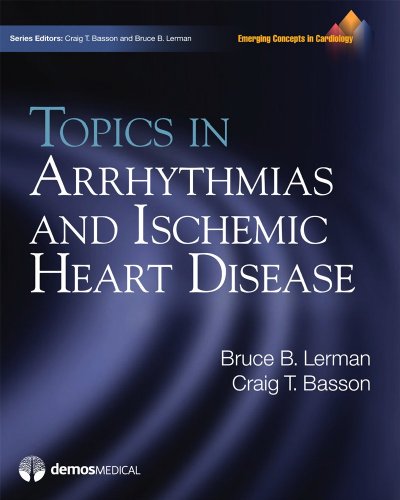 Series Editors: Craig T. Basson and Bruce B. Lerman
Emerging Concepts in Cardiology
TOPICS IN
ARRHYTHMIAS
AND ISCHEMIC
HEART DISEASE
Bruce B. Lerman
Craig T. Basson
demosMEDICAL